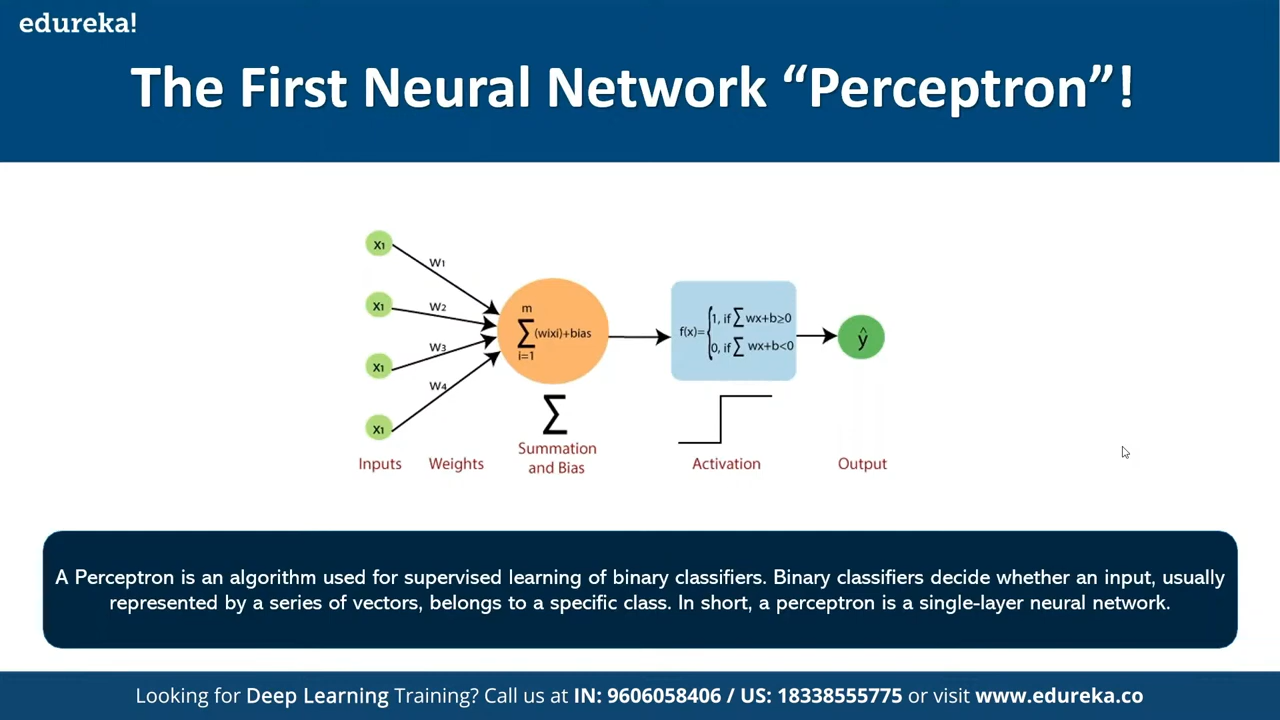 edureka!
The First Neural Network “Perceptron”!
x1
w1
x1
w2
x1
w3
x1
w4
m
∑(wixi)+bias
i=1
f(x)={1, if ∑wx+b≥0
0, if ∑ wx+b<0
ŷ
∑
Inputs
Weights
Summation
and Bias
Activation
Output
A Perceptron is an algorithm used for supervised learning of binary classifiers. Binary classifiers decide whether an input, usually
represented by a series of vectors, belongs to a specific class. In short, a perceptron is a single-layer neural network.
Looking for Deep Learning Training? Call us at IN: 9606058406 / US: 18338555775 or visit www.edureka.co